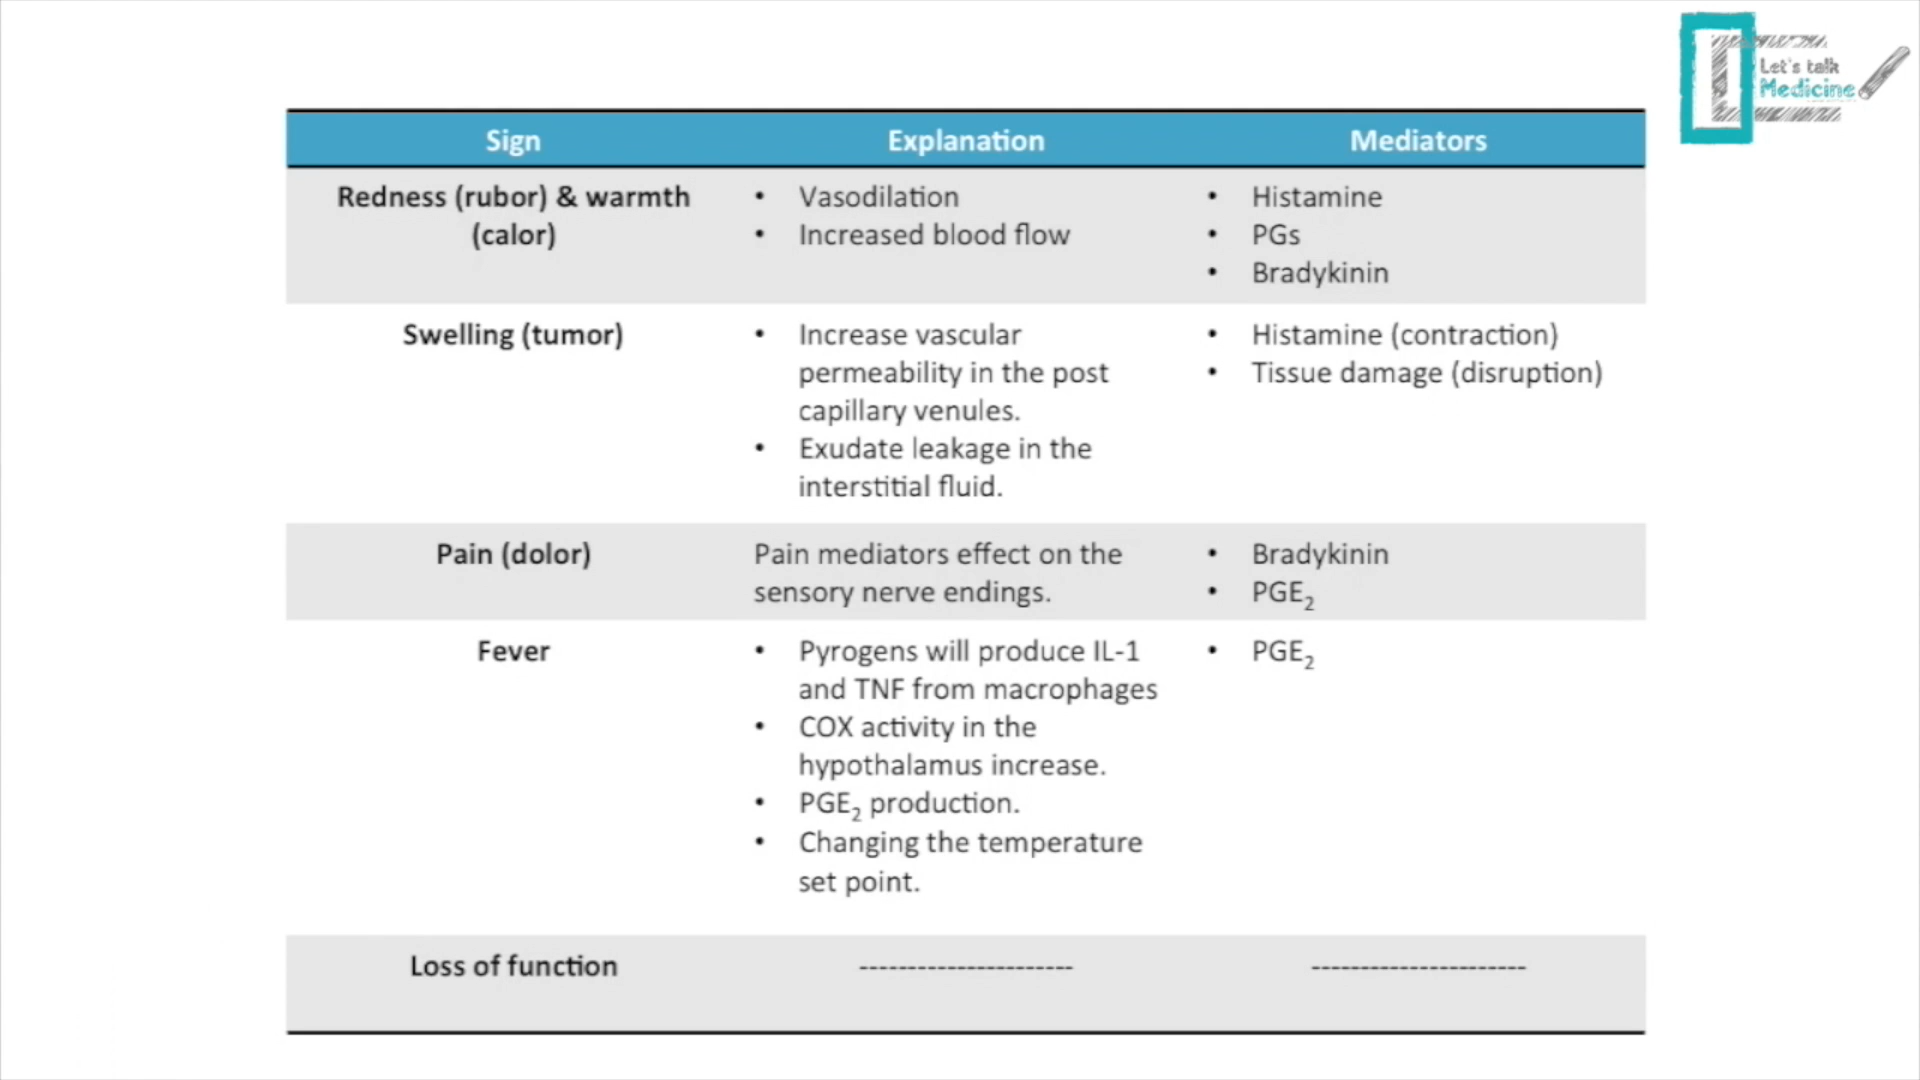 Let's talk
Medicine
Sign Explanation Mediators
Redness (rubor) & warmth
(calor)
• Vasodilation
• Increased blood flow
• Histamine
• PGs
• Bradykinin
Swelling (tumor)
• Increase vascular
permeability in the post
capillary venules.
• Exudate leakage in the
interstitial fluid.
• Histamine (contraction)
• Tissue damage (disruption)
Pain (dolor)
Pain mediators effect on the
sensory nerve endings.
• Bradykinin
• PGE₂
Fever
• Pyrogens will produce IL-1
and TNF from macrophages
• COX activity in the
hypothalamus increase.
• PGE₂ production.
• Changing the temperature
set point.
• PGE₂
Loss of function ---------------------- ----------------------